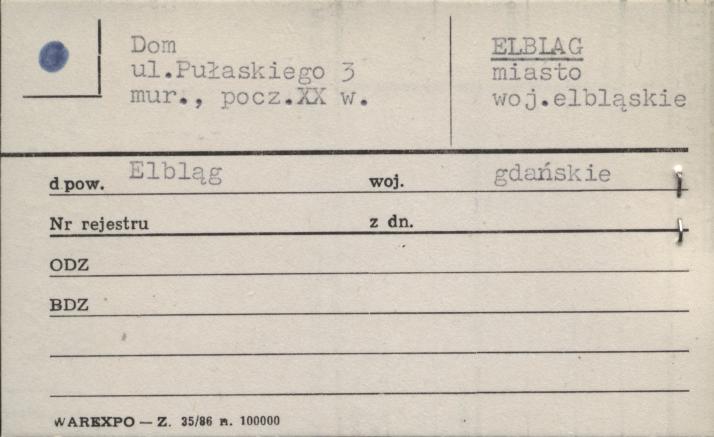 Dom
ul.Pułaskiego 3
mur., pocz.XX w.
ELBLĄG
miasto
woj.elbląskie
d pow. Elbląg woj. gdańskie
Nr rejestru z dn.
ODZ
BDZ
WAREXPO — Z. 35/86 n. 100000